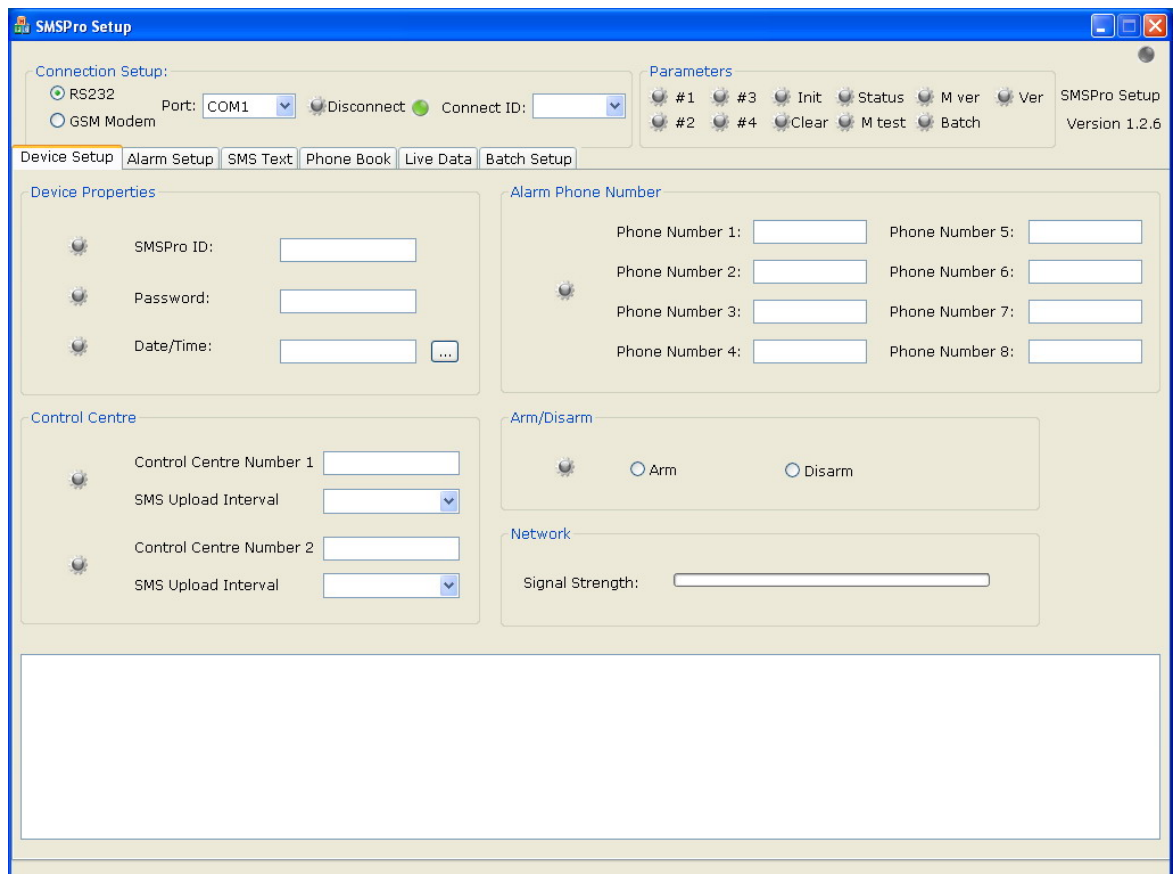 SMSPro Setup
Connection Setup:
RS232
GSM Modem
Port: COM1
Disconnect
Connect ID:
Parameters
#1 #3 Init Status M ver Ver
#2 #4 Clear M test Batch
SMSPro Setup
Version 1.2.6
Device Setup Alarm Setup SMS Text Phone Book Live Data Batch Setup
Device Properties
SMSPro ID:
Password:
Date/Time:
...
Alarm Phone Number
Phone Number 1: Phone Number 5:
Phone Number 2: Phone Number 6:
Phone Number 3: Phone Number 7:
Phone Number 4: Phone Number 8:
Control Centre
Control Centre Number 1
SMS Upload Interval
Control Centre Number 2
SMS Upload Interval
Arm/Disarm
Arm Disarm
Network
Signal Strength: